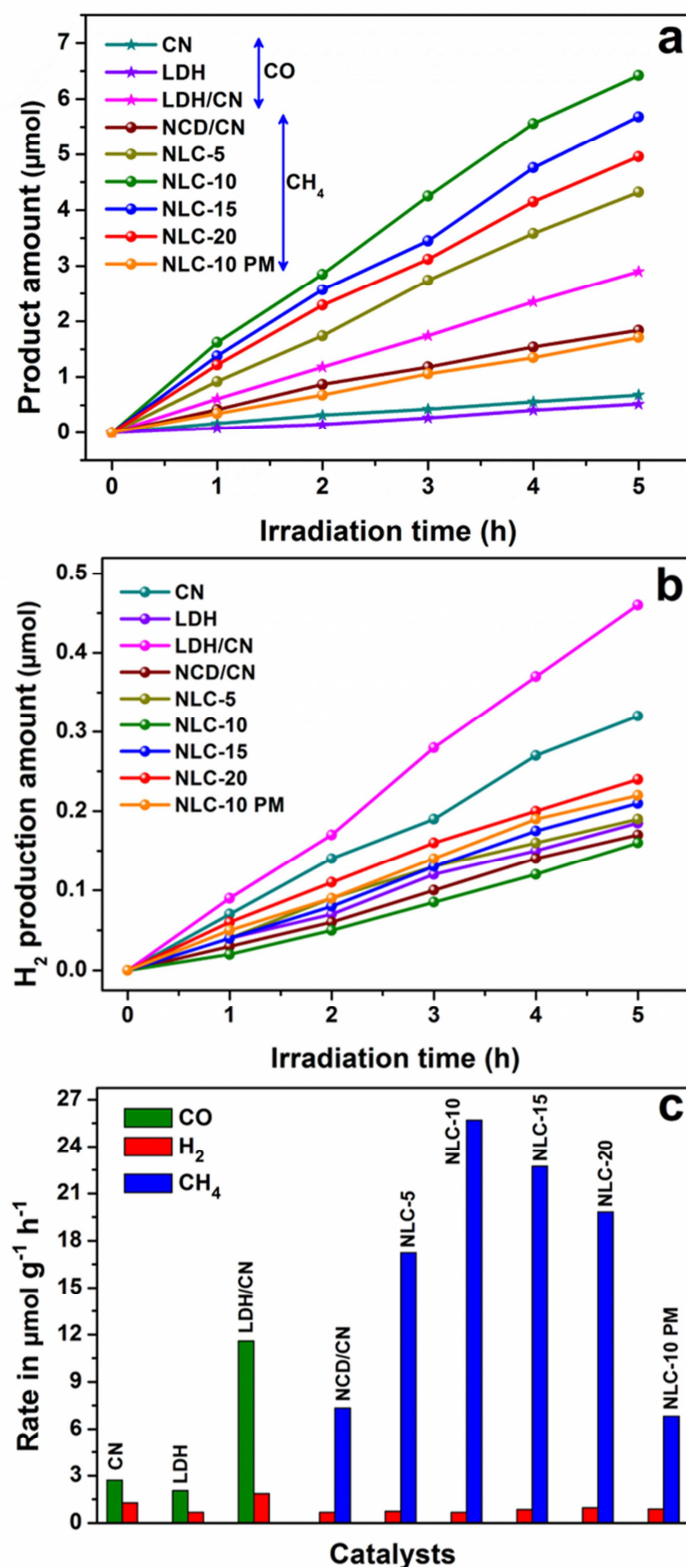 a
7
6
5
4
3
2
1
0
Product amount (µmol)
CN
LDH
LDH/CN
NCD/CN
NLC-5
NLC-10
NLC-15
NLC-20
NLC-10 PM
CO
CH4
0 1 2 3 4 5
Irradiation time (h)
b
0.5
0.4
0.3
0.2
0.1
0.0
H2 production amount (µmol)
CN
LDH
LDH/CN
NCD/CN
NLC-5
NLC-10
NLC-15
NLC-20
NLC-10 PM
0 1 2 3 4 5
Irradiation time (h)
c
27
24
21
18
15
12
9
6
3
0
Rate in µmol g-1 h-1
CO
H2
CH4
CN
LDH
LDH/CN
NCD/CN
NLC-5
NLC-10
NLC-15
NLC-20
NLC-10 PM
Catalysts